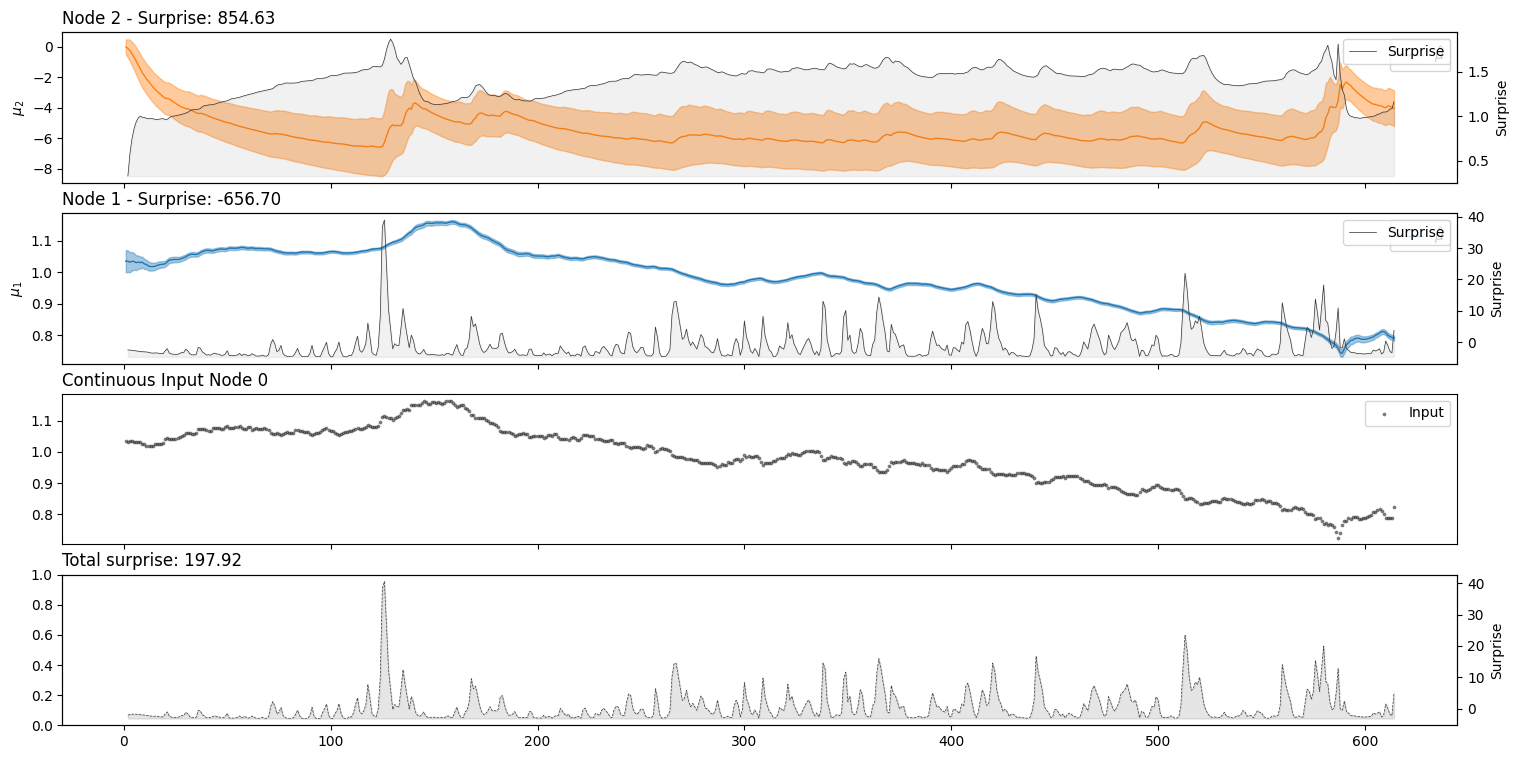 Node 2 - Surprise: 854.63
0
−2
−4
−6
−8
μ2
Surprise
1.5
1.0
0.5
Surprise
Node 1 - Surprise: -656.70
1.1
1.0
0.9
0.8
μ1
Surprise
40
30
20
10
0
Surprise
Continuous Input Node 0
1.1
1.0
0.9
0.8
Input
Total surprise: 197.92
1.0
0.8
0.6
0.4
0.2
0.0
40
30
20
10
0
Surprise
0 100 200 300 400 500 600